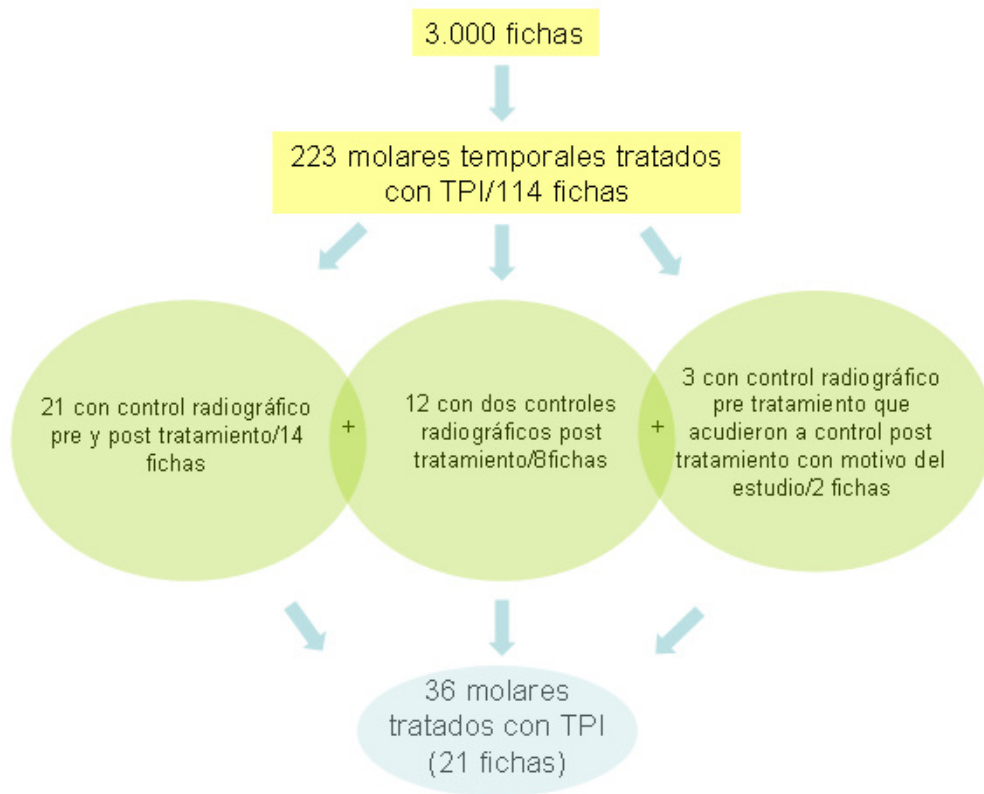 3.000 fichas
223 molares temporales tratados
con TPI/114 fichas
21 con control radiográfico
pre y post tratamiento/14
fichas
+
12 con dos controles
radiográficos post
tratamiento/8fichas
+
3 con control radiográfico
pre tratamiento que
acudieron a control post
tratamiento con motivo del
estudio/2 fichas
36 molares
tratados con TPI
(21 fichas)